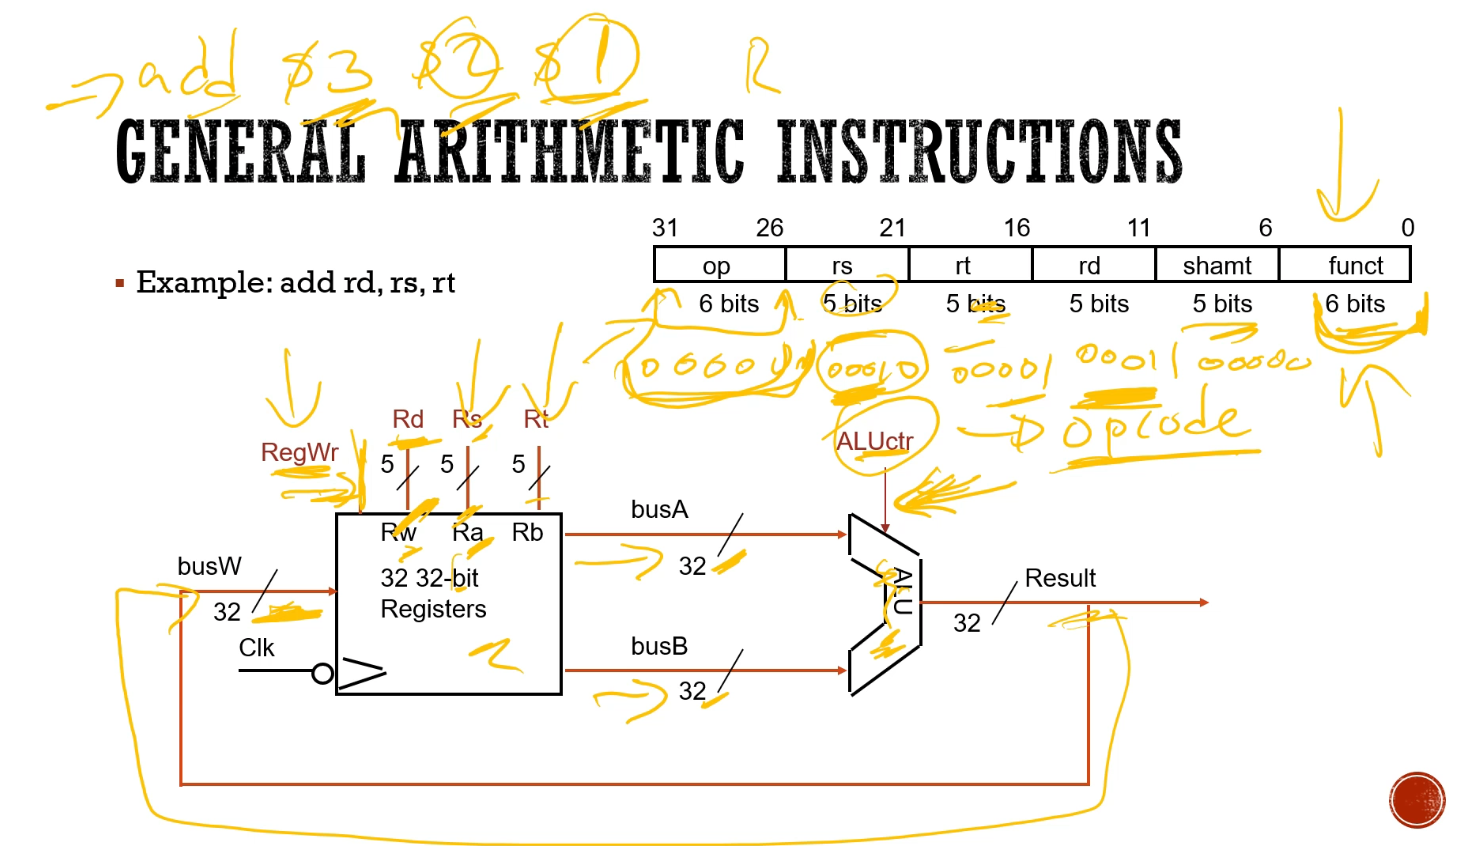 add $3 $2 $1 R
GENERAL ARITHMETIC INSTRUCTIONS
31 26 21 16 11 6 0
op rs rt rd shamt funct
Example: add rd, rs, rt
6 bits 5 bits 5 bits 5 bits 5 bits 6 bits
00010 00001 00011 00000
Rd Rs Rt
opcode
RegWr
ALUctr
5 5 5
busA
Rw Ra Rb
32
busW
32 32-bit
Registers
ALU
Result
32
32
Clk
busB
32